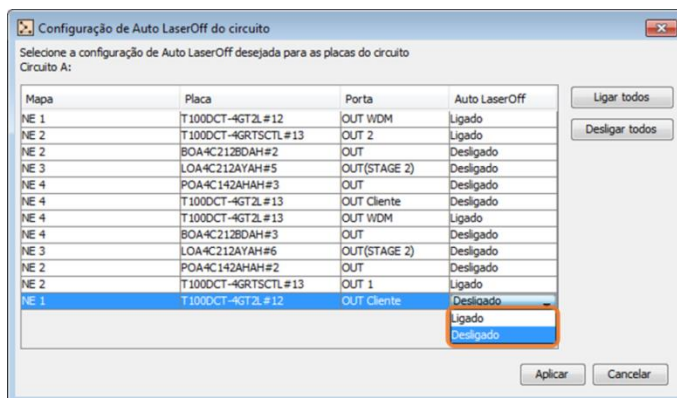 Configuração de Auto LaserOff do circuito
Selecione a configuração de Auto LaserOff desejada para as placas do circuito
Circuito A:
Mapa Placa Porta Auto LaserOff
NE 1 T100DCT-4GT2L#12 OUT WDM Ligado
NE 2 T100DCT-4GRTSCTL#13 OUT 2 Ligado
NE 2 BOA4C212BDAH#2 OUT Desligado
NE 3 LOA4C212AYAH#5 OUT(STAGE 2) Desligado
NE 4 POA4C142AHAH#3 OUT Desligado
NE 4 T100DCT-4GT2L#13 OUT Cliente Desligado
NE 4 T100DCT-4GT2L#13 OUT WDM Ligado
NE 4 BOA4C212BDAH#3 OUT Desligado
NE 3 LOA4C212AYAH#6 OUT(STAGE 2) Desligado
NE 2 POA4C142AHAH#2 OUT Desligado
NE 2 T100DCT-4GRTSCTL#13 OUT 1 Ligado
NE 1 T100DCT-4GT2L#12 OUT Cliente Desligado
Ligado
Desligado
Ligar todos
Desligar todos
Aplicar Cancelar